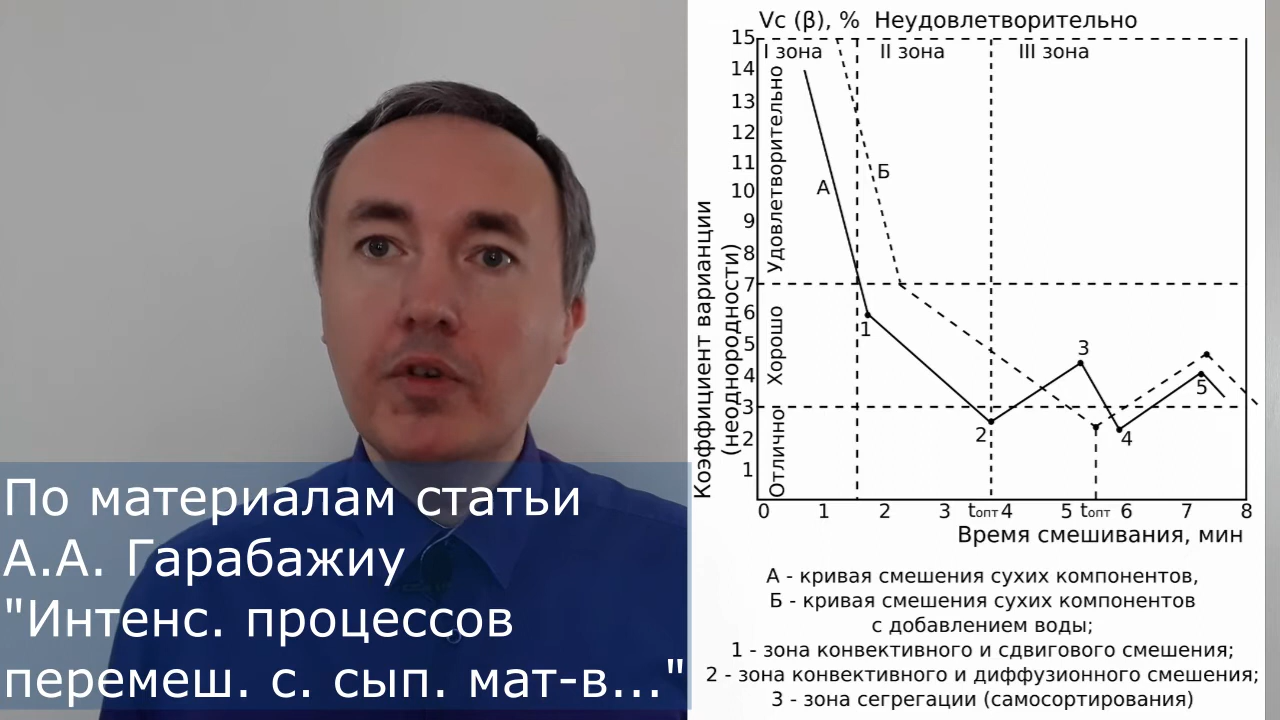 По материалам статьи
А.А. Гарабажиу
"Интенс. процессов
перемеш. с. сып. мат-в..."
Vc (β), % Неудовлетворительно
I зона II зона III зона
15
14
13
12
11
10
9
8
7
6
5
4
3
2
1
Коэффициент варианции
(неоднородности)
Удовлетворительно
Хорошо
Отлично
А
Б
1
2
3
4
5
0 1 2 3 tопт 4 5 tопт 6 7 8
Время смешивания, мин
А - кривая смешения сухих компонентов,
Б - кривая смешения сухих компонентов
с добавлением воды;
1 - зона конвективного и сдвигового смешения;
2 - зона конвективного и диффузионного смешения;
3 - зона сегрегации (самосортирования)